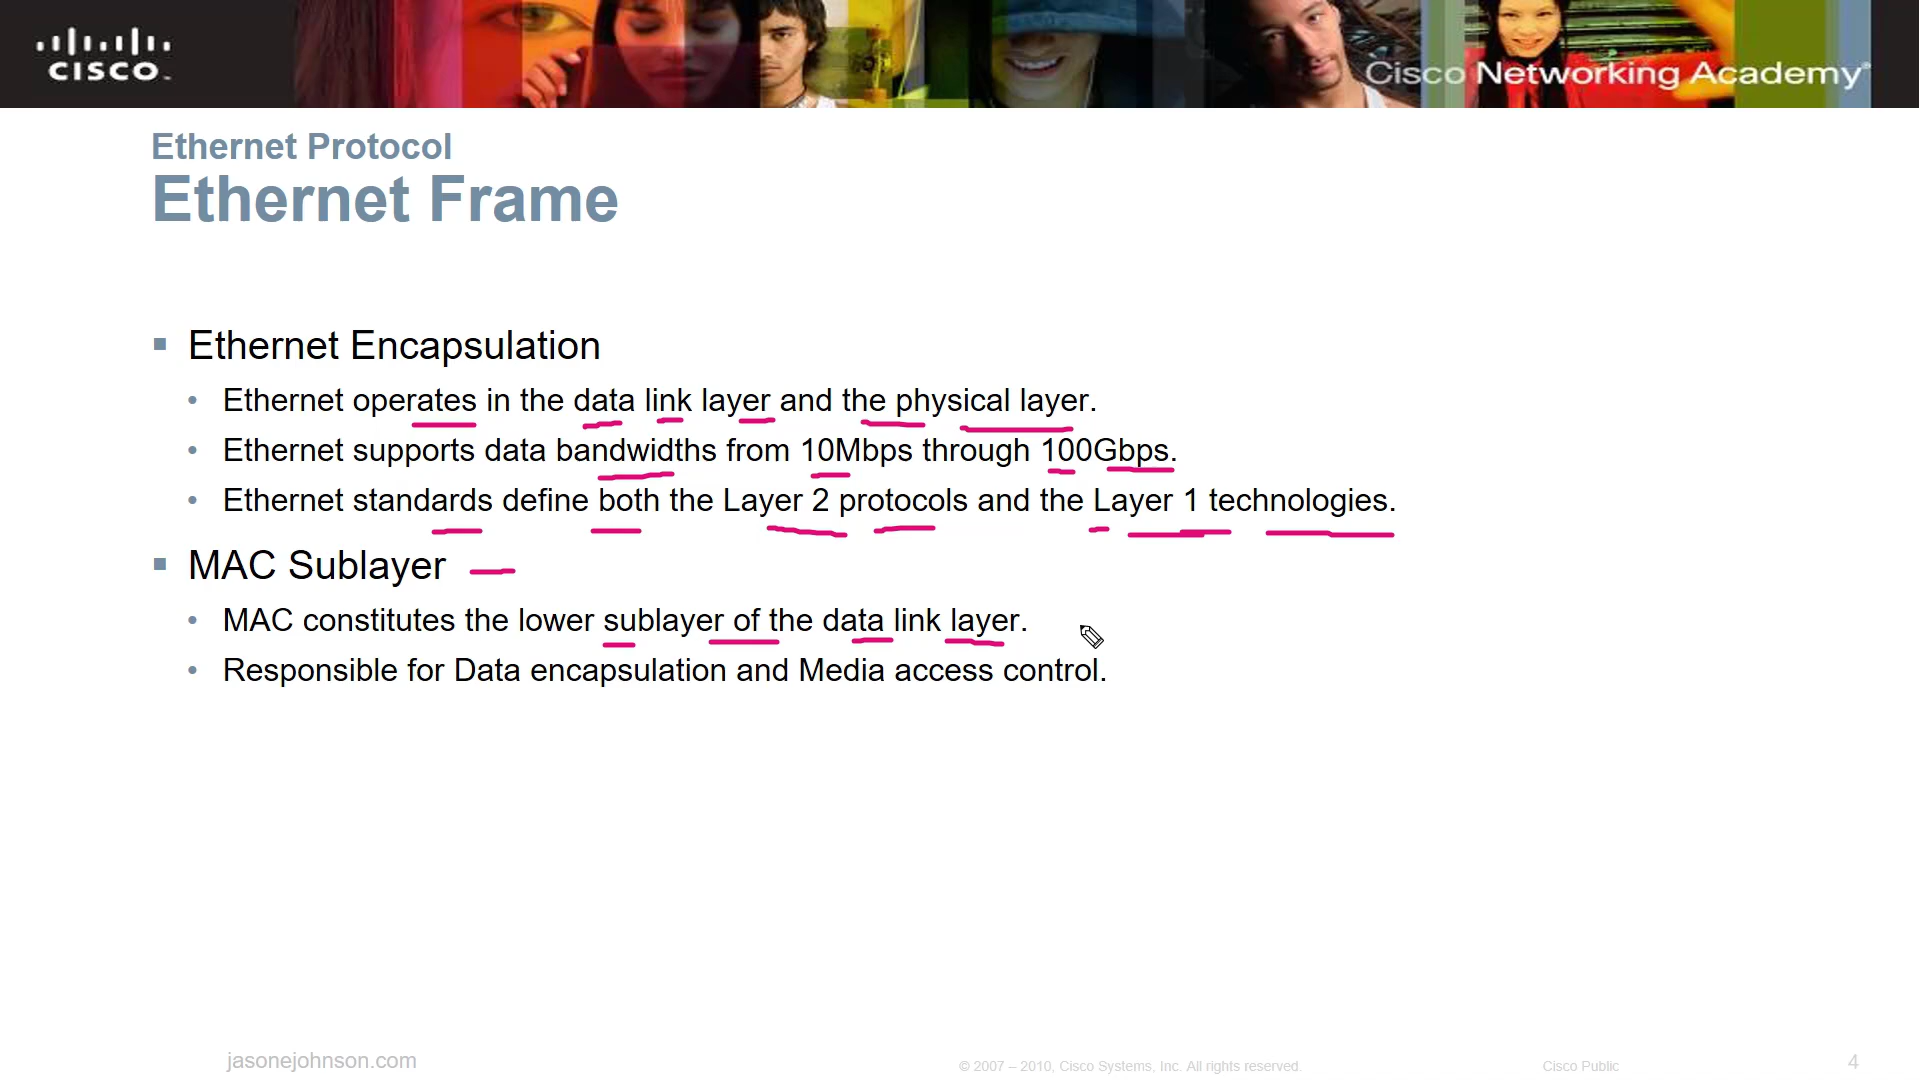 CISCO
Cisco Networking Academy®
Ethernet Protocol
Ethernet Frame
Ethernet Encapsulation
Ethernet operates in the data link layer and the physical layer.
Ethernet supports data bandwidths from 10Mbps through 100Gbps.
Ethernet standards define both the Layer 2 protocols and the Layer 1 technologies.
MAC Sublayer
MAC constitutes the lower sublayer of the data link layer.
Responsible for Data encapsulation and Media access control.
jasonejohnson.com
© 2007 – 2010, Cisco Systems, Inc. All rights reserved.
Cisco Public
4